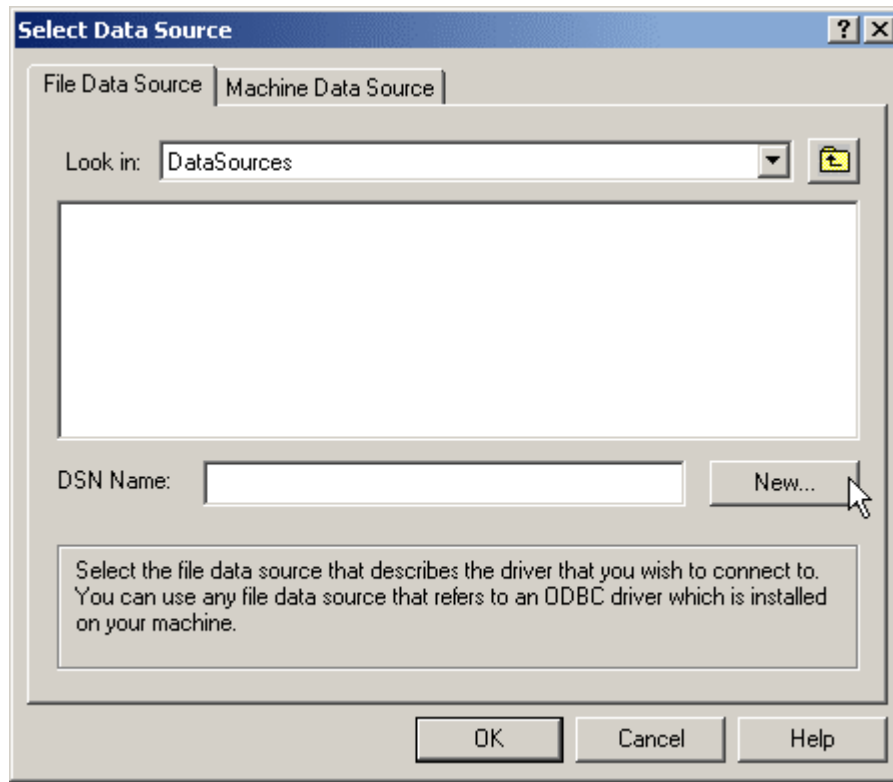 Select Data Source
File Data Source
Machine Data Source
Look in: DataSources
DSN Name:
New...
Select the file data source that describes the driver that you wish to connect to.
You can use any file data source that refers to an ODBC driver which is installed
on your machine.
OK
Cancel
Help